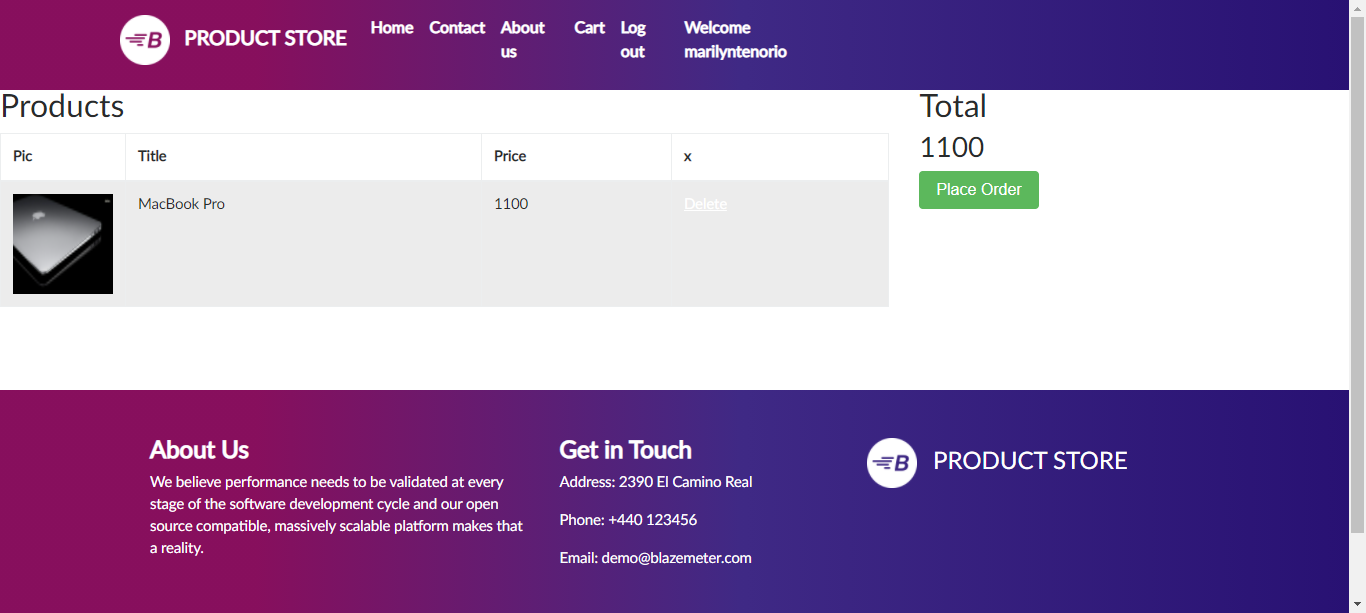 B PRODUCT STORE Home Contact About us Cart Log out Welcome marilyntenorio
Products
Pic Title Price x
MacBook Pro 1100 Delete
Total
1100
Place Order
About Us
We believe performance needs to be validated at every
stage of the software development cycle and our open
source compatible, massively scalable platform makes that
a reality.
Get in Touch
Address: 2390 El Camino Real
Phone: +440 123456
Email: demo@blazemeter.com
B PRODUCT STORE